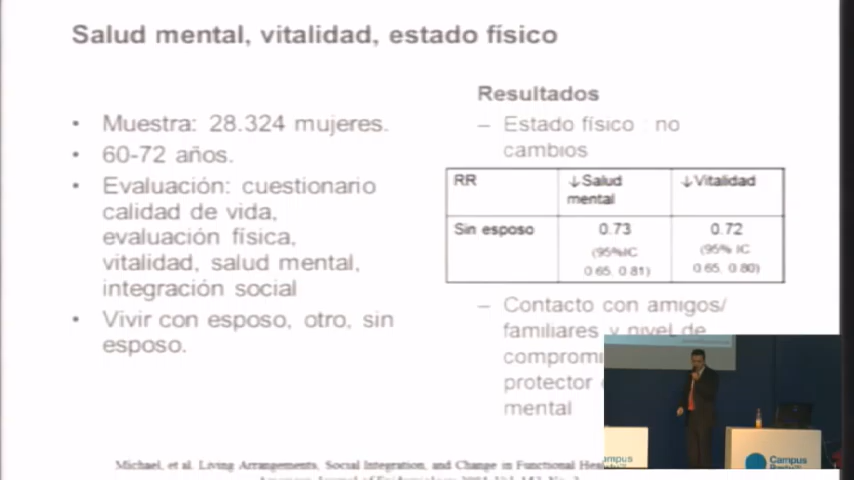 Salud mental, vitalidad, estado físico
• Muestra: 28.324 mujeres.
• 60-72 años.
• Evaluación: cuestionario
calidad de vida,
evaluación física,
vitalidad, salud mental,
integración social
• Vivir con esposo, otro, sin
esposo.
Resultados
– Estado físico : no
cambios
RR ↓Salud mental ↓Vitalidad
Sin esposo 0.73 0.72
(95%IC (95% IC
0.65, 0.81) 0.65, 0.80)
– Contacto con amigos/
familiares y nivel de
protector
mental
Michael, et al. Living Arrangements, Social Integration, and Change in Functional
Campus